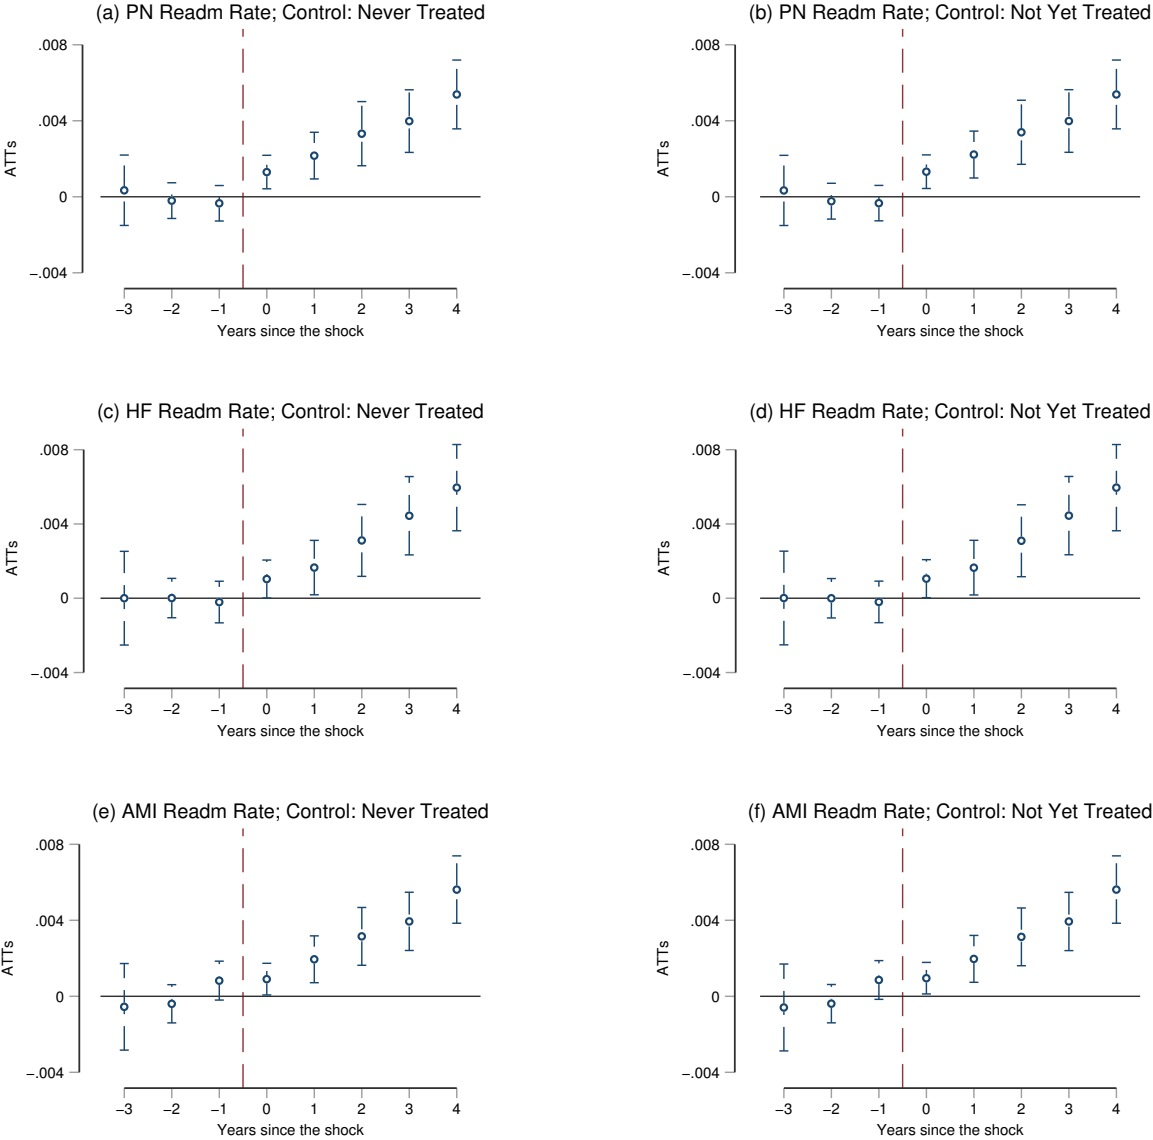 (a) PN Readm Rate; Control: Never Treated
.008
.004
0
−.004
ATTs
−3 −2 −1 0 1 2 3 4
Years since the shock
(b) PN Readm Rate; Control: Not Yet Treated
.008
.004
0
−.004
ATTs
−3 −2 −1 0 1 2 3 4
Years since the shock
(c) HF Readm Rate; Control: Never Treated
.008
.004
0
−.004
ATTs
−3 −2 −1 0 1 2 3 4
Years since the shock
(d) HF Readm Rate; Control: Not Yet Treated
.008
.004
0
−.004
ATTs
−3 −2 −1 0 1 2 3 4
Years since the shock
(e) AMI Readm Rate; Control: Never Treated
.008
.004
0
−.004
ATTs
−3 −2 −1 0 1 2 3 4
Years since the shock
(f) AMI Readm Rate; Control: Not Yet Treated
.008
.004
0
−.004
ATTs
−3 −2 −1 0 1 2 3 4
Years since the shock